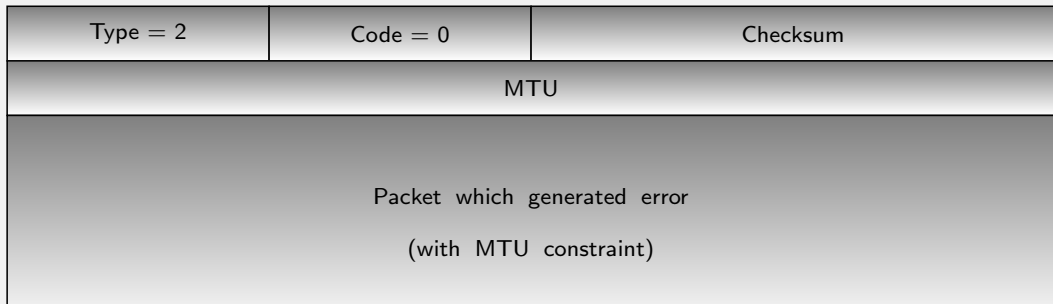 Type = 2 Code = 0 Checksum
MTU
Packet which generated error
(with MTU constraint)